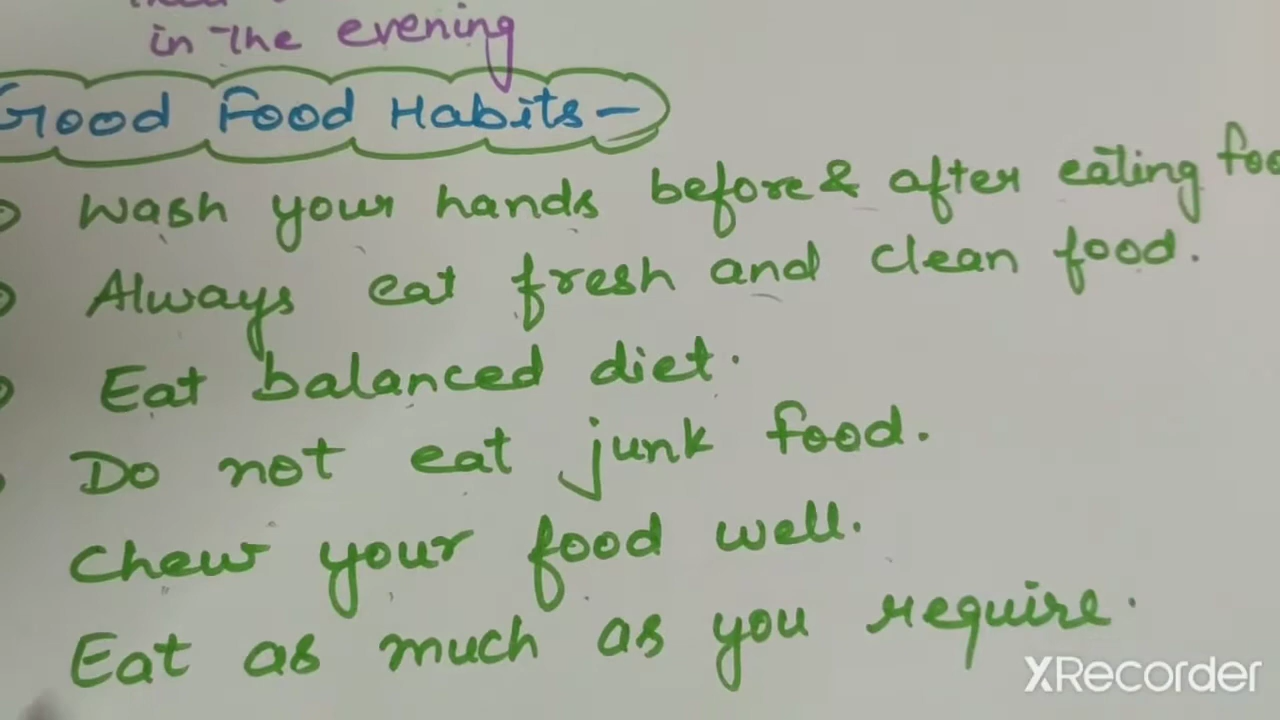 in the evening
Good Food Habits-
Wash your hands before & after eating foo
Always eat fresh and clean food.
Eat balanced diet.
Do not eat junk food.
Chew your food well.
Eat as much as you require.
XRecorder